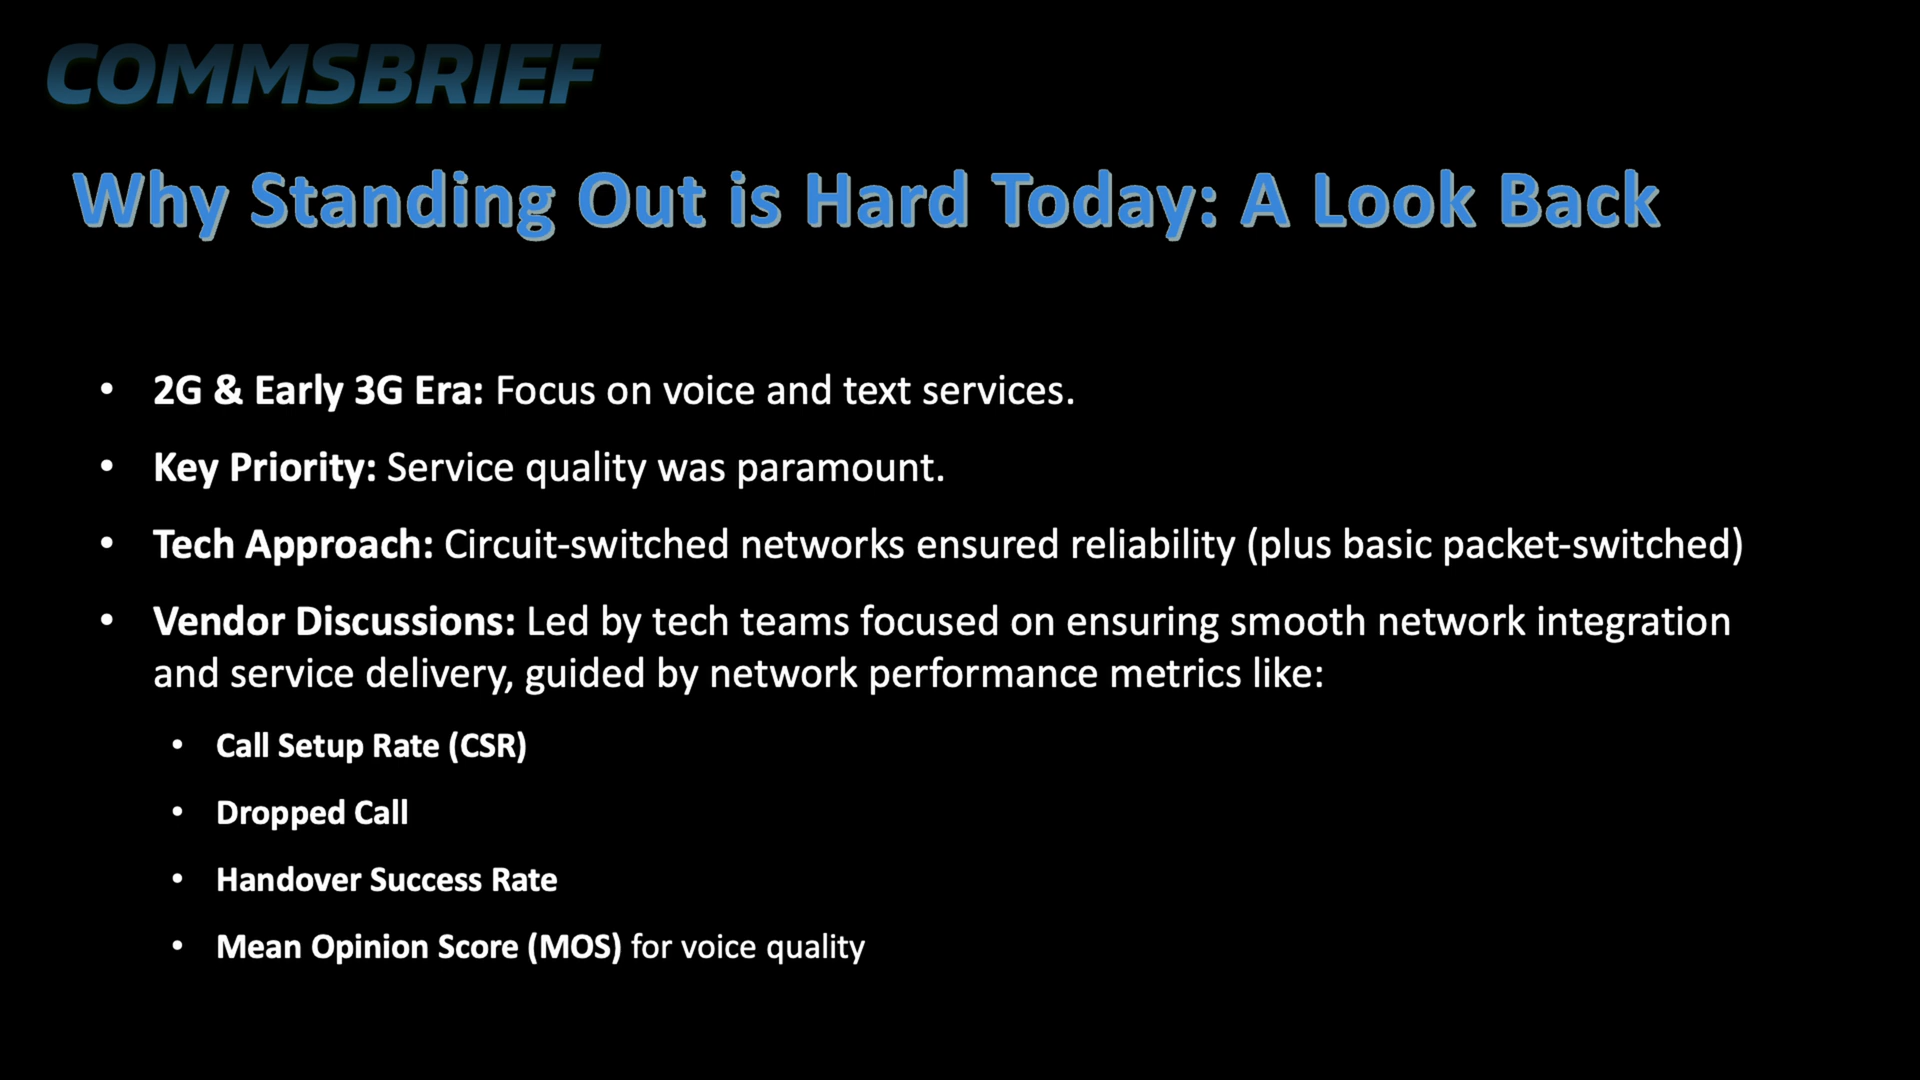 COMMSBRIEF
Why Standing Out is Hard Today: A Look Back
• 2G & Early 3G Era: Focus on voice and text services.
• Key Priority: Service quality was paramount.
• Tech Approach: Circuit-switched networks ensured reliability (plus basic packet-switched)
• Vendor Discussions: Led by tech teams focused on ensuring smooth network integration
and service delivery, guided by network performance metrics like:
• Call Setup Rate (CSR)
• Dropped Call
• Handover Success Rate
• Mean Opinion Score (MOS) for voice quality